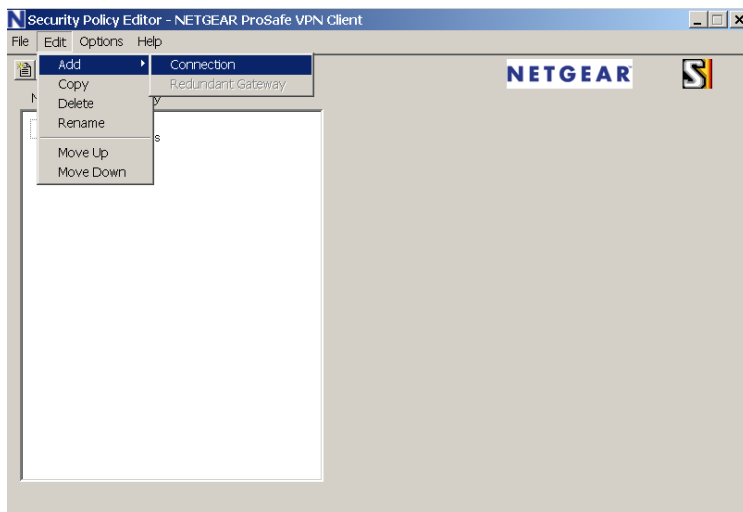 Security Policy Editor - NETGEAR ProSafe VPN Client
File Edit Options Help
Add Connection
NETGEAR S
Copy Redundant Gateway
Delete
Rename
Move Up
Move Down